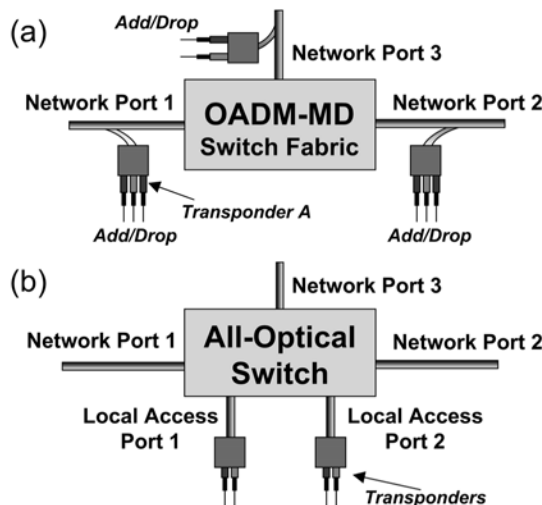 (a)
Add/Drop
Network Port 3
Network Port 1
Network Port 2
OADM-MD
Switch Fabric
Transponder A
Add/Drop
Add/Drop
(b)
Network Port 3
Network Port 1
Network Port 2
All-Optical
Switch
Local Access
Port 1
Local Access
Port 2
Transponders